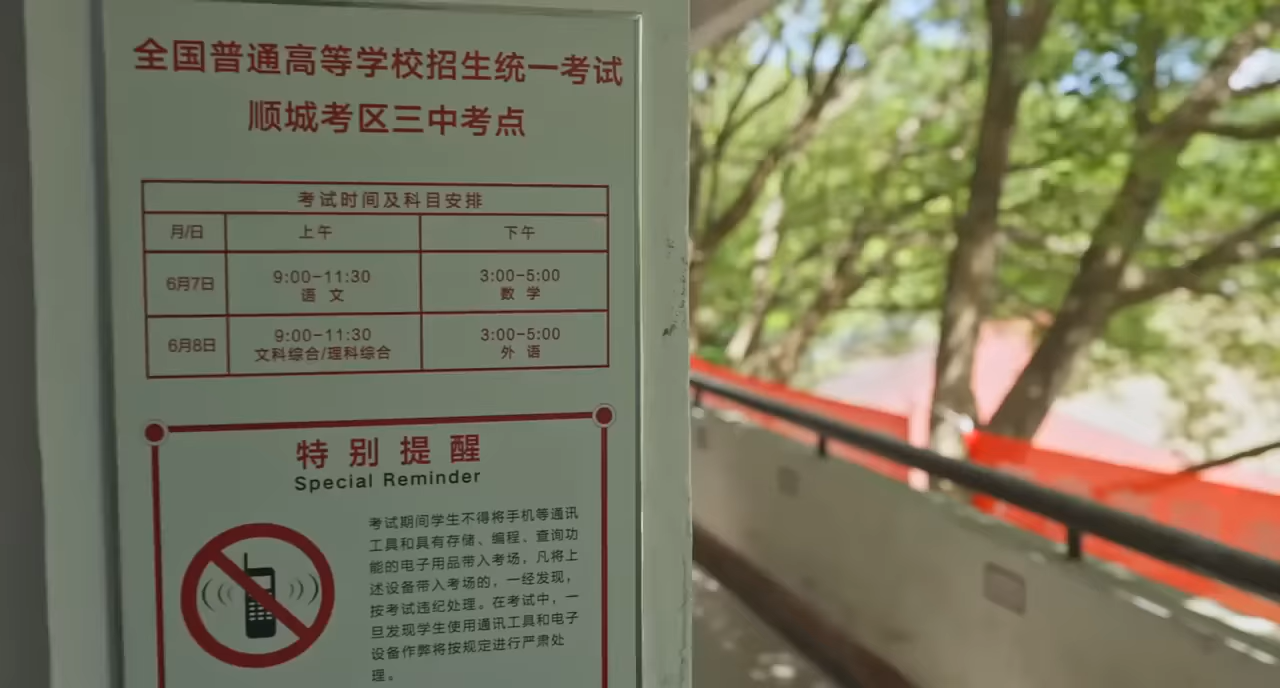 全国普通高等学校招生统一考试
顺城考区三中考点
考试时间及科目安排
月/日 上午 下午
6月7日 9:00-11:30 语 文 3:00-5:00 数 学
6月8日 9:00-11:30 文科综合/理科综合 3:00-5:00 外 语
特别提醒
Special Reminder
考试期间学生不得将手机等通讯
工具和具有存储、编程、查询功
能的电子用品带入考场，凡将上
述设备带入考场的，一经发现，
按考试违纪处理。在考试中，一
旦发现学生使用通讯工具和电子
设备作弊将按规定进行严肃处
理。